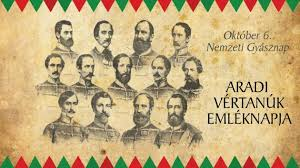 Október 6.
Nemzeti Gyásznap
ARADI
VÉRTANÚK
EMLÉKNAPJA